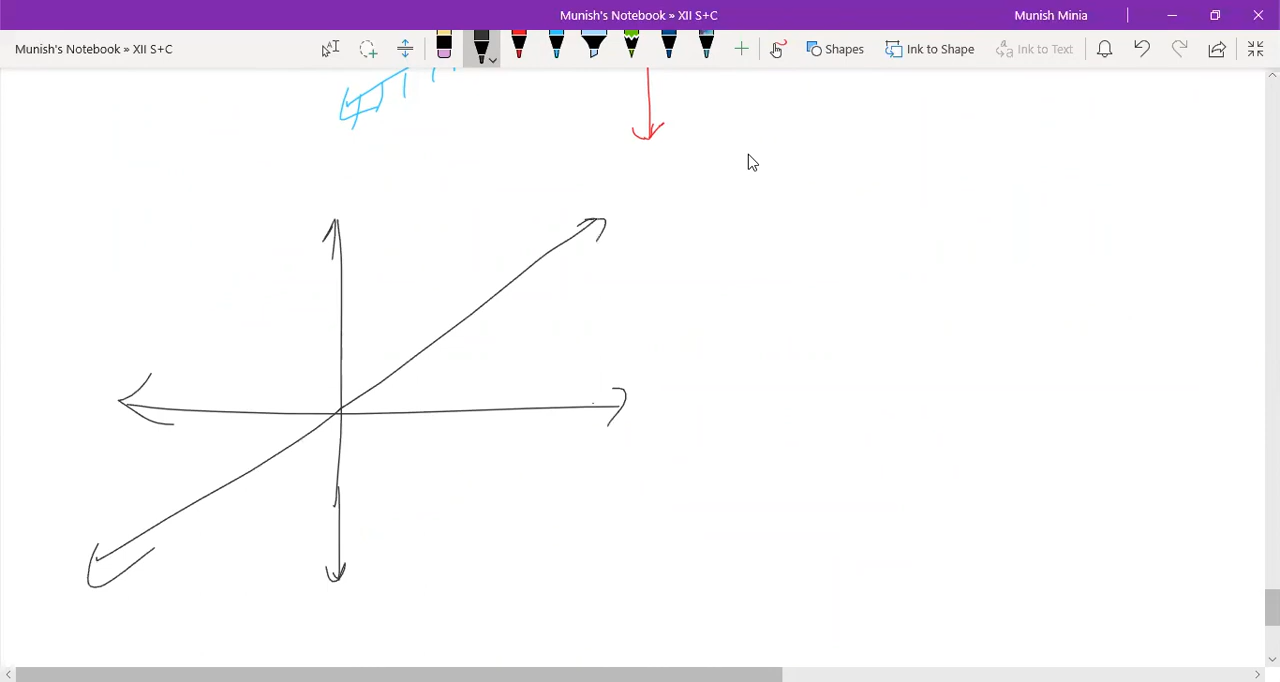 Munish's Notebook » XII S+C
Munish Minia
Munish's Notebook » XII S+C
Shapes
Ink to Shape
Ink to Text